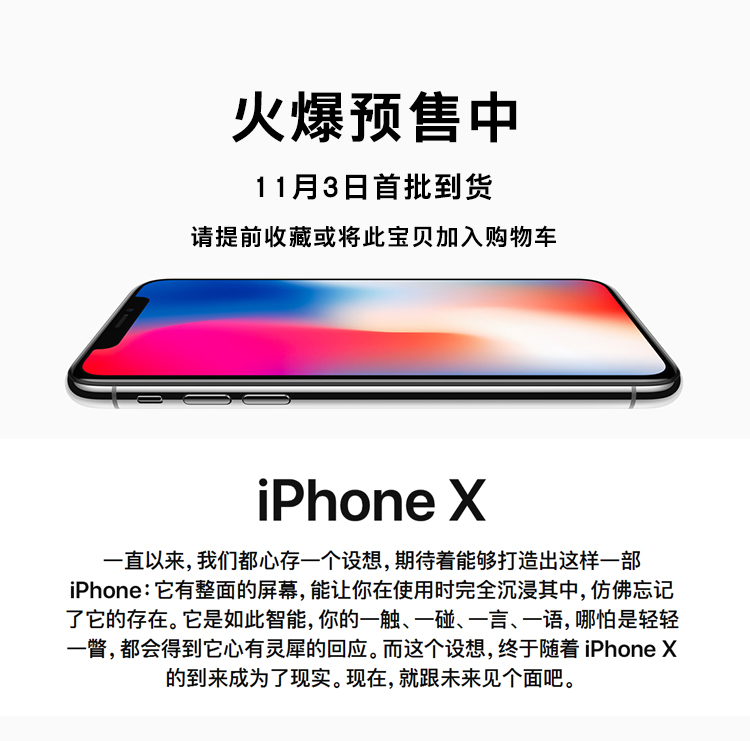 火爆预售中
11月3日首批到货
请提前收藏或将此宝贝加入购物车
iPhone X
一直以来，我们都心存一个设想，期待着能够打造出这样一部
iPhone：它有整面的屏幕，能让你在使用时完全沉浸其中，仿佛忘记
了它的存在。它是如此智能，你的一触、一碰、一言、一语，哪怕是轻轻
一瞥，都会得到它心有灵犀的回应。而这个设想，终于随着 iPhone X
的到来成为了现实。现在，就跟未来见个面吧。